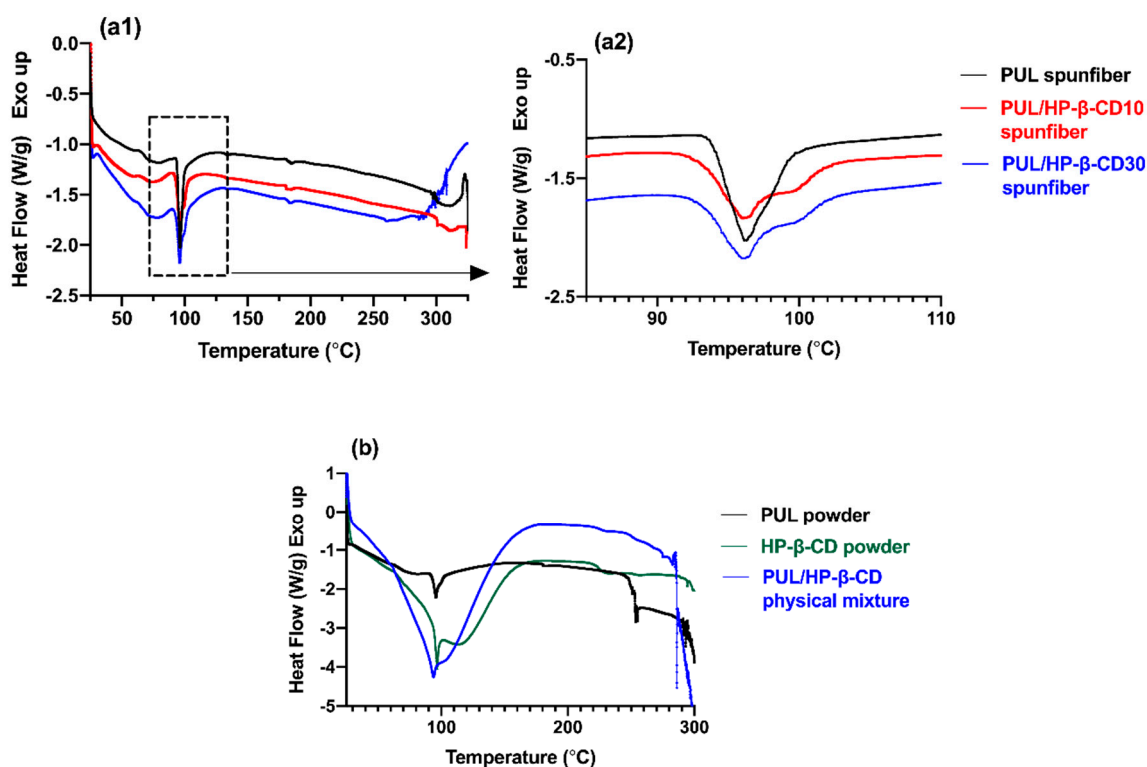 (a1)
0.0
-0.5
-1.0
-1.5
-2.0
-2.5
50
100
150
200
250
300
Heat Flow (W/g) Exo up
Temperature (°C)
(a2)
-0.5
-1.5
-2.5
90
100
110
Heat Flow (W/g) Exo up
Temperature (°C)
PUL spunfiber
PUL/HP-β-CD10
spunfiber
PUL/HP-β-CD30
spunfiber
(b)
1
0
-1
-2
-3
-4
-5
100
200
300
Heat Flow (W/g) Exo up
Temperature (°C)
PUL powder
HP-β-CD powder
PUL/HP-β-CD
physical mixture